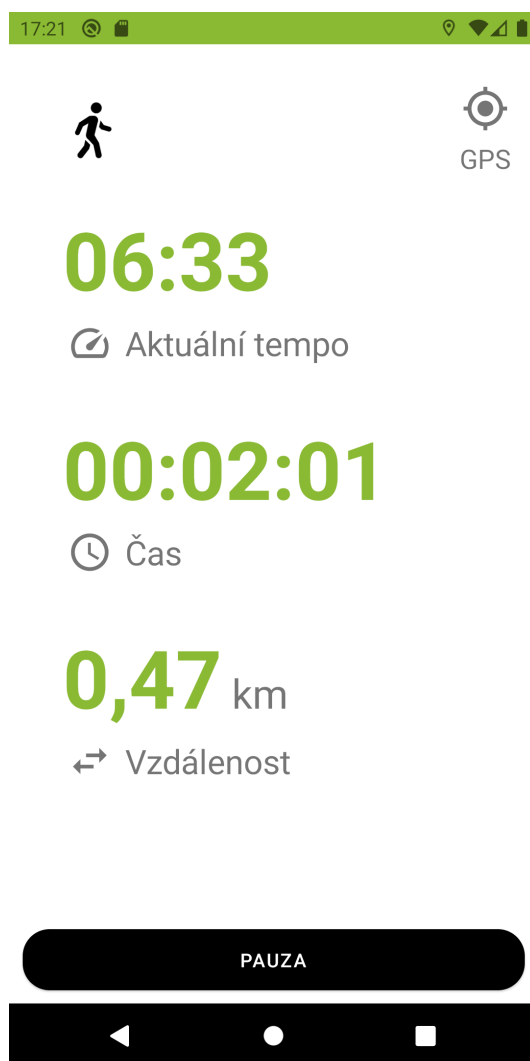 17:21
GPS
06:33
Aktuální tempo
00:02:01
Čas
0,47 km
Vzdálenost
PAUZA